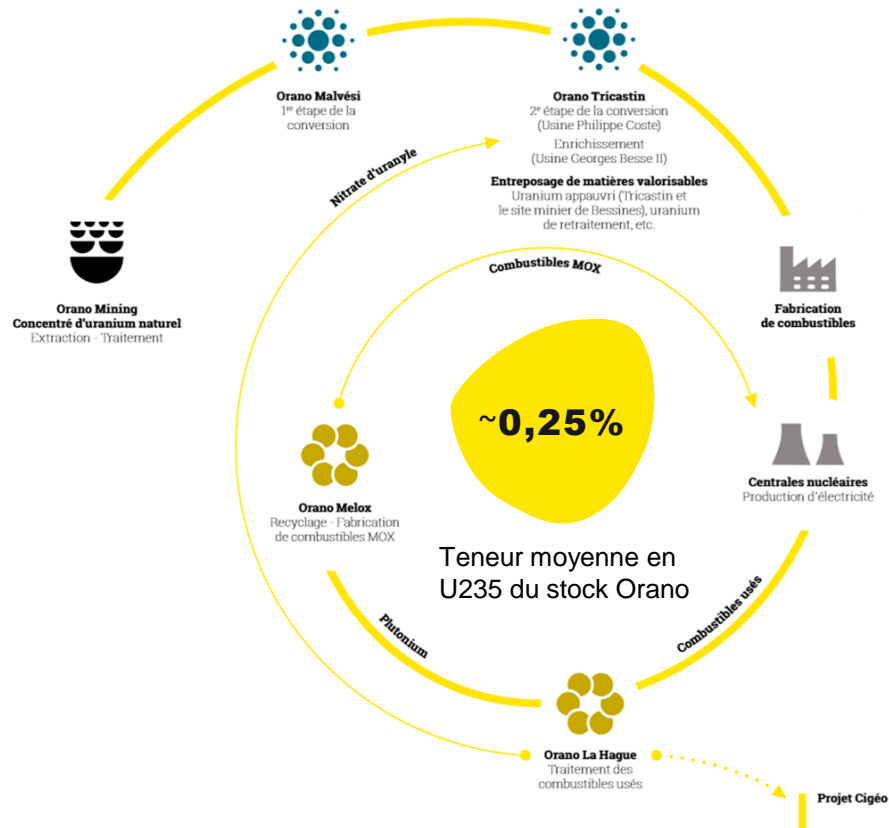 Orano Malvési
1re étape de la
conversion
Orano Tricastin
2e étape de la conversion
(Usine Philippe Coste)
Enrichissement
(Usine Georges Besse II)
Entreposage de matières valorisables
Uranium appauvri (Tricastin et
le site minier de Bessines), uranium
de retraitement, etc.
Nitrate d'uranyle
Orano Mining
Concentré d'uranium naturel
Extraction - Traitement
Combustibles MOX
Fabrication
de combustibles
~0,25%
Orano Melox
Recyclage - Fabrication
de combustibles MOX
Centrales nucléaires
Production d'électricité
Teneur moyenne en
U235 du stock Orano
Plutonium
Combustibles usés
Orano La Hague
Traitement des
combustibles usés
Projet Cigéo